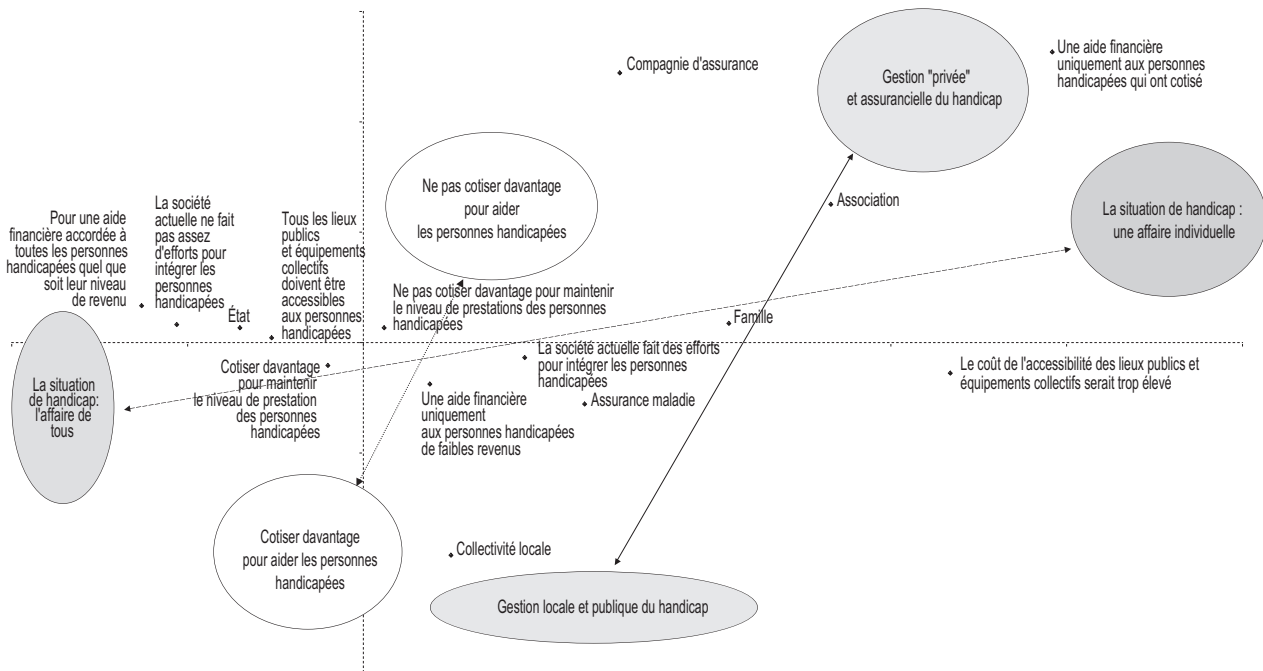 Compagnie d'assurance
Gestion "privée"
et assurancielle du handicap
Une aide financière
uniquement aux personnes
handicapées qui ont cotisé
Ne pas cotiser davantage
pour aider
les personnes handicapées
Association
La situation de handicap :
une affaire individuelle
Pour une aide
financière accordée à
toutes les personnes
handicapées quel que
soit leur niveau
de revenu
La société
actuelle ne fait
pas assez
d'efforts pour
intégrer les
personnes
handicapées
État
Tous les lieux
publics
et équipements
collectifs
doivent être
accessibles
aux personnes
handicapées
Ne pas cotiser davantage pour maintenir
le niveau de prestations des personnes
handicapées
Famille
La situation
de handicap:
l'affaire de
tous
Cotiser davantage
pour maintenir
le niveau de prestation
des personnes
handicapées
La société actuelle fait des efforts
pour intégrer les personnes
handicapées
Assurance maladie
Une aide financière
uniquement
aux personnes handicapées
de faibles revenus
Le coût de l'accessibilité des lieux publics et
équipements collectifs serait trop élevé
Cotiser davantage
pour aider les personnes
handicapées
Collectivité locale
Gestion locale et publique du handicap